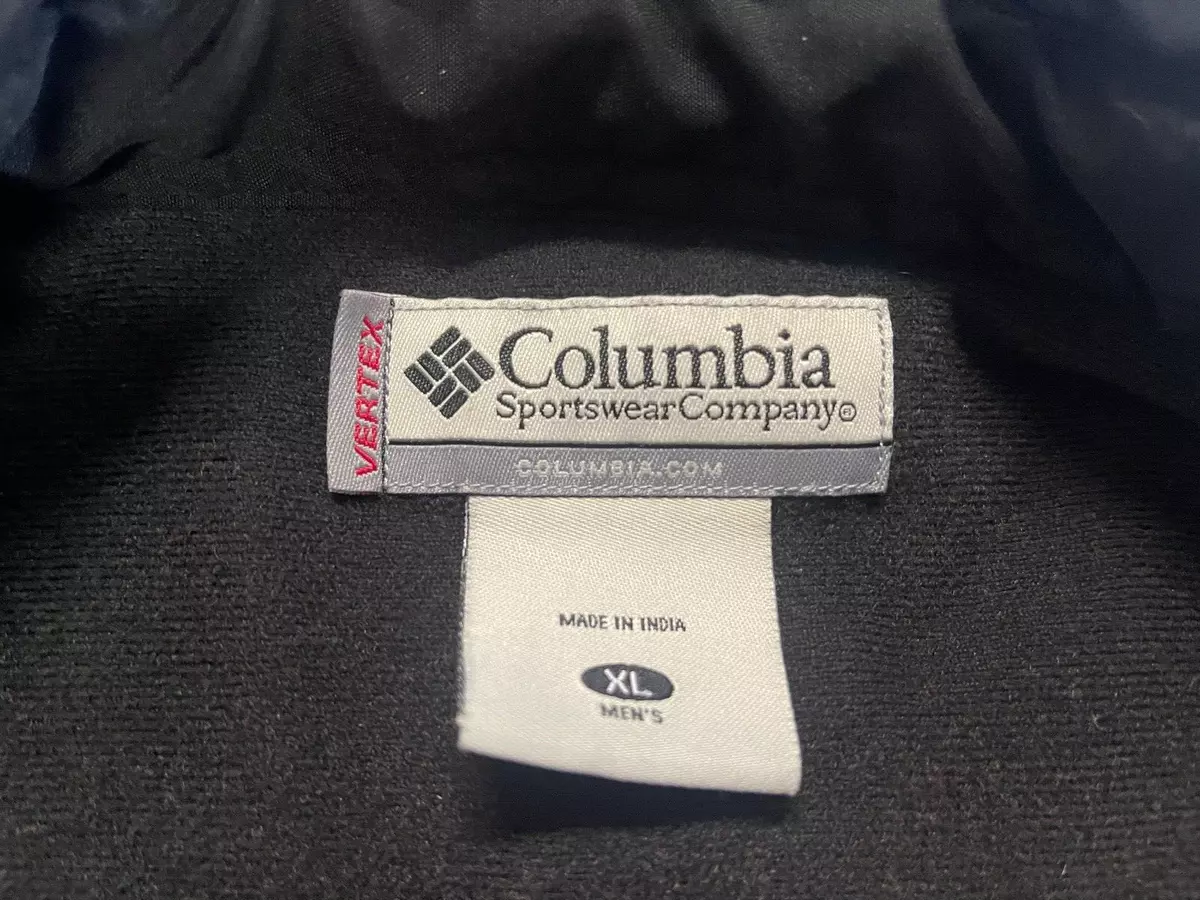 VERTEX
Columbia
Sportswear Company®
COLUMBIA.COM
MADE IN INDIA
XL
MEN'S